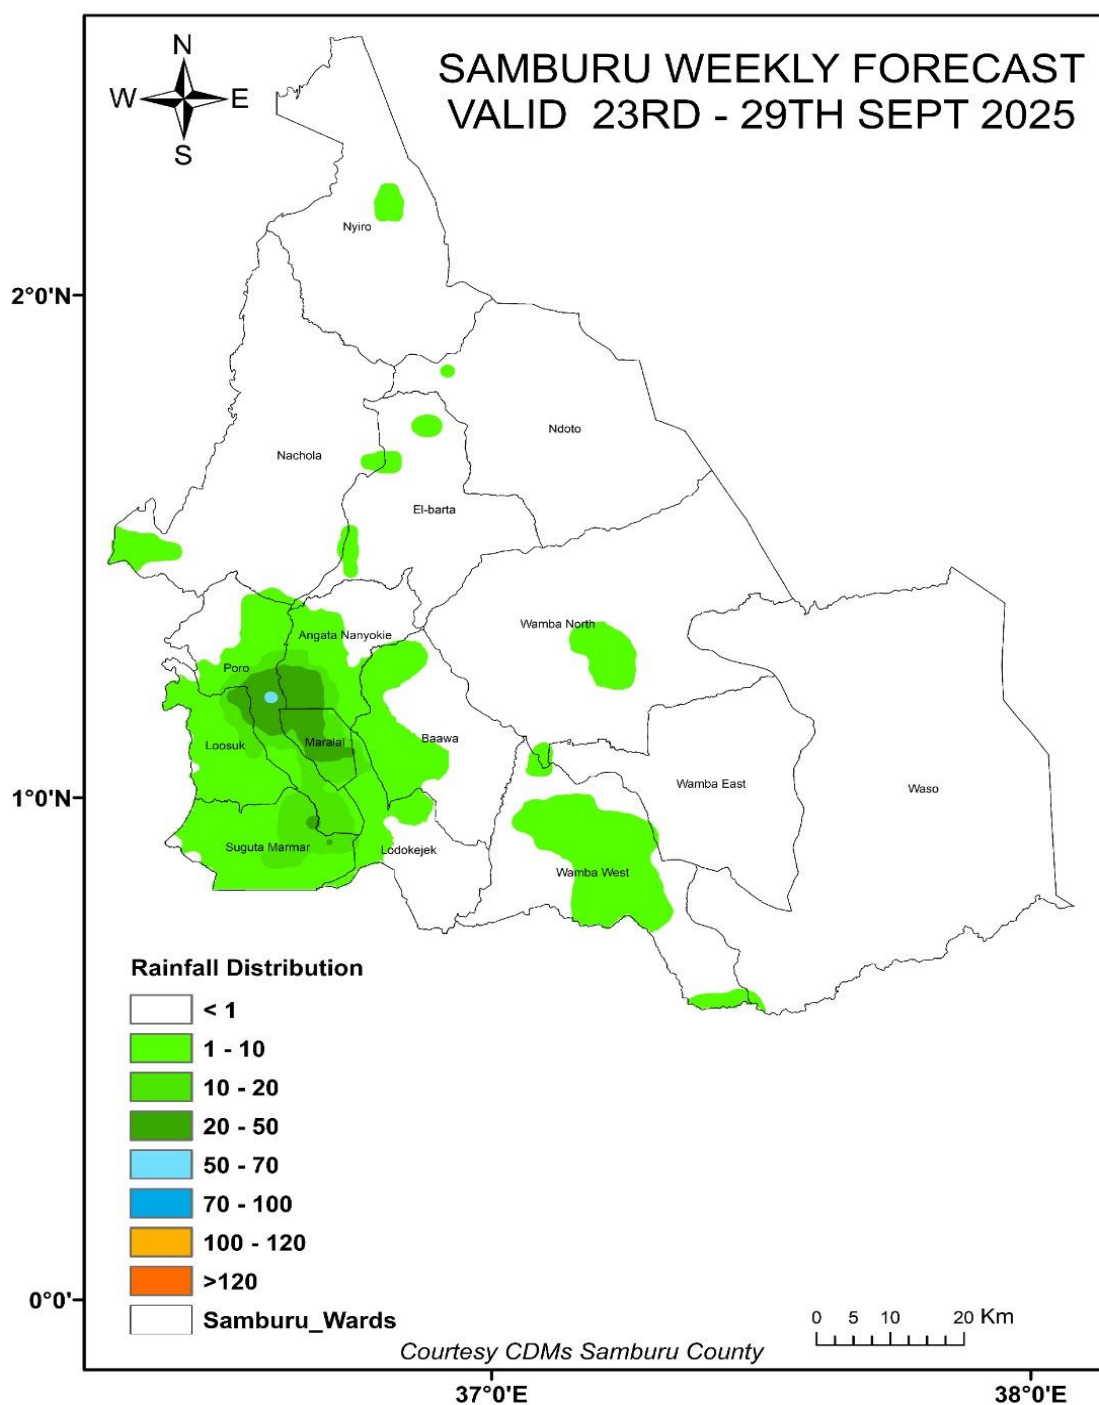 SAMBURU WEEKLY FORECAST
VALID 23RD - 29TH SEPT 2025
N
W E
S
Nyiro
2°0'N
Ndoto
Nachola
El-barta
Wamba North
Angata Nanyokie
Poro
Baawa
Maralal
Loosuk
Wamba East
Waso
1°0'N
Suguta Marmar
Lodokejek
Wamba West
Rainfall Distribution
< 1
1 - 10
10 - 20
20 - 50
50 - 70
70 - 100
100 - 120
>120
Samburu_Wards
0°0'
0 5 10 20 Km
Courtesy CDMs Samburu County
37°0'E 38°0'E